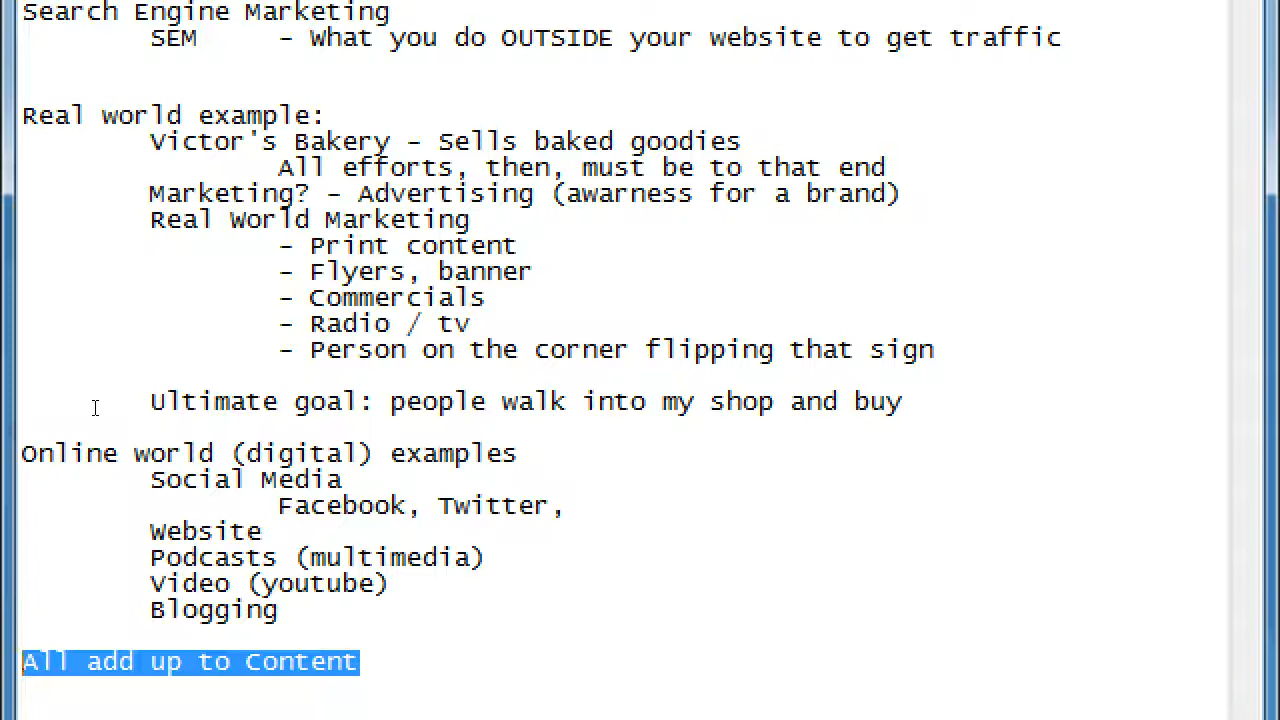 Search Engine Marketing
SEM - What you do OUTSIDE your website to get traffic
Real world example:
Victor's Bakery - Sells baked goodies
All efforts, then, must be to that end
Marketing? - Advertising (awarness for a brand)
Real World Marketing
- Print content
- Flyers, banner
- Commercials
- Radio / tv
- Person on the corner flipping that sign
Ultimate goal: people walk into my shop and buy
Online world (digital) examples
Social Media
Facebook, Twitter,
Website
Podcasts (multimedia)
Video (youtube)
Blogging
All add up to Content